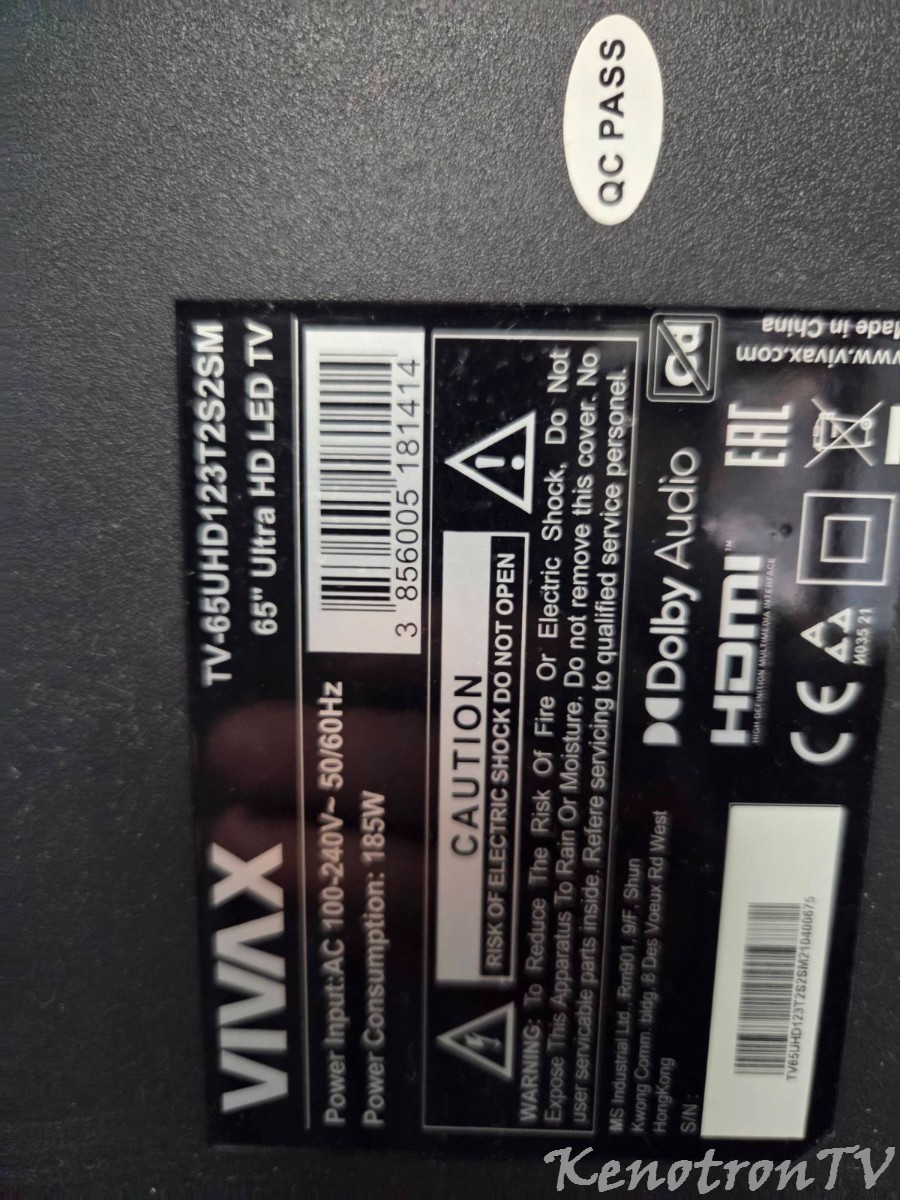 QC PASS
VIVAX
TV-65UHD123T2S2SM
65" Ultra HD LED TV
Power Input:AC 100-240V~ 50/60Hz
Power Consumption: 185W
3 856005 181414
CAUTION
RISK OF ELECTRIC SHOCK DO NOT OPEN
WARNING: To Reduce The Risk Of Fire Or Electric Shock, Do Not
Expose This Apparatus To Rain Or Moisture. Do not remove this cover. No
user servicable parts inside. Refere servicing to qualified service personel.
MS Industrial Ltd., Rm901, 9/F, Shun
Kwong Comm. bldg, 8 Des Voeux Rd West
HongKong
S/N :
TV65UHD123T2S2SM210400675
Dolby Audio
HDMI™
HIGH DEFINITION MULTIMEDIA INTERFACE
CE
И035 21
EAC
Cd
www.vivax.com
Made in China
KenotronTV